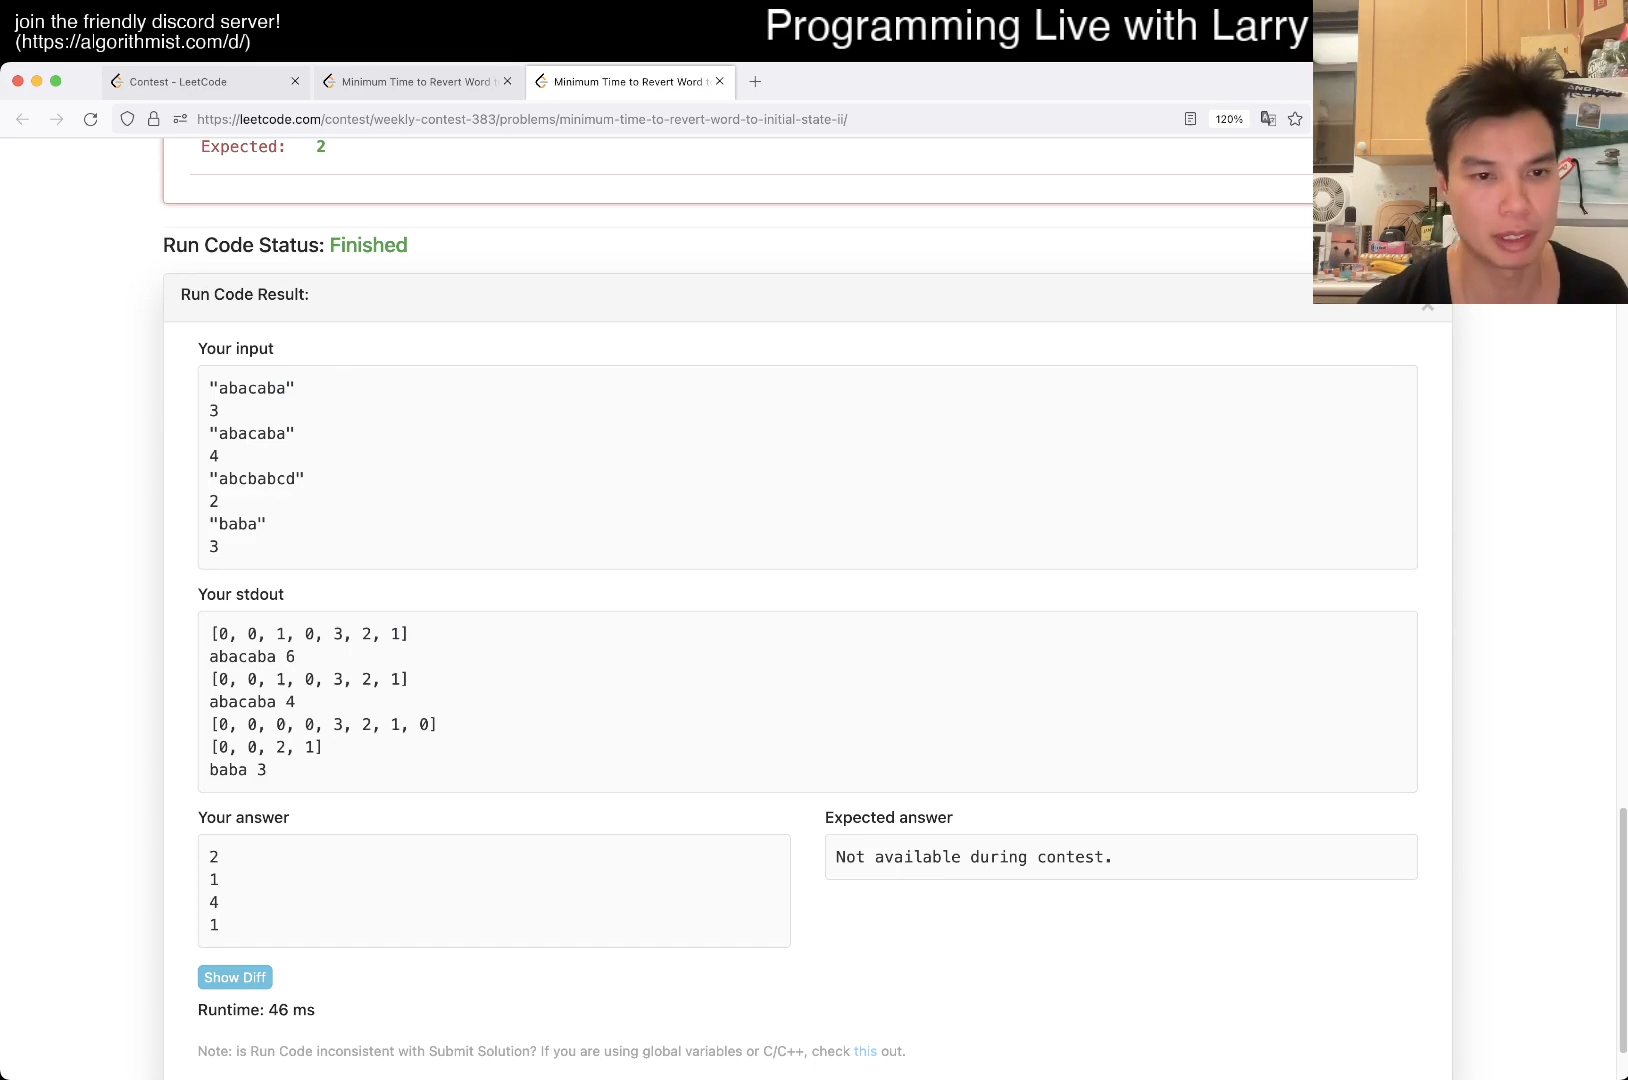 join the friendly discord server!
(https://algorithmist.com/d/)
Programming Live with Larry
Contest - LeetCode
Minimum Time to Revert Word t
Minimum Time to Revert Word t
https://leetcode.com/contest/weekly-contest-383/problems/minimum-time-to-revert-word-to-initial-state-ii/
120%
Expected: 2
Run Code Status: Finished
Run Code Result:
Your input
"abacaba"
3
"abacaba"
4
"abcbabcd"
2
"baba"
3
Your stdout
[0, 0, 1, 0, 3, 2, 1]
abacaba 6
[0, 0, 1, 0, 3, 2, 1]
abacaba 4
[0, 0, 0, 0, 3, 2, 1, 0]
[0, 0, 2, 1]
baba 3
Your answer
2
1
4
1
Expected answer
Not available during contest.
Show Diff
Runtime: 46 ms
Note: is Run Code inconsistent with Submit Solution? If you are using global variables or C/C++, check this out.